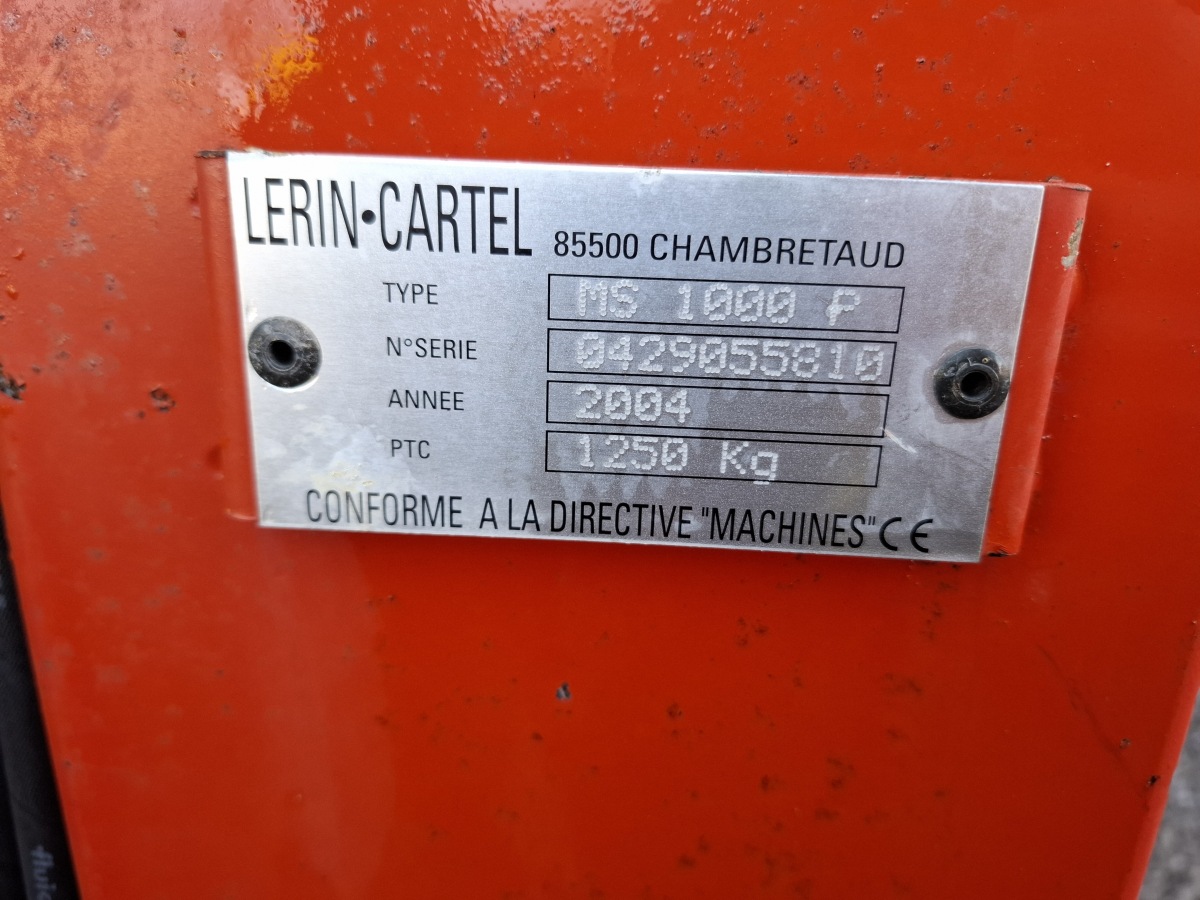 LERIN•CARTEL 85500 CHAMBRETAUD
TYPE MS 1000 P
N°SERIE 0429055810
ANNEE 2004
PTC 1250 Kg
CONFORME A LA DIRECTIVE "MACHINES" CE